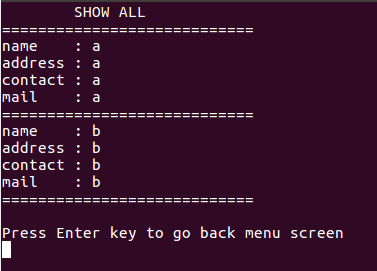 SHOW ALL
============================
name    : a
address : a
contact : a
mail    : a
============================
name    : b
address : b
contact : b
mail    : b
============================
Press Enter key to go back menu screen